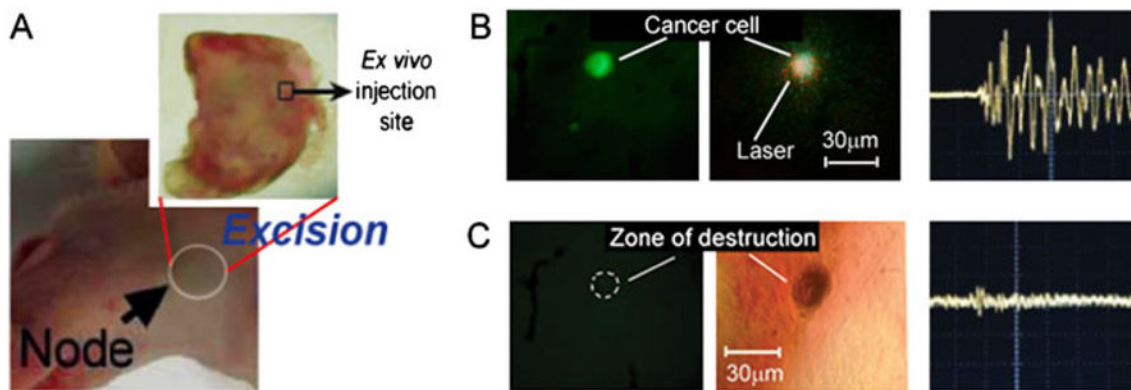 A
Ex vivo
injection
site
Excision
Node
B
Cancer cell
Laser
30μm
C
Zone of destruction
30μm